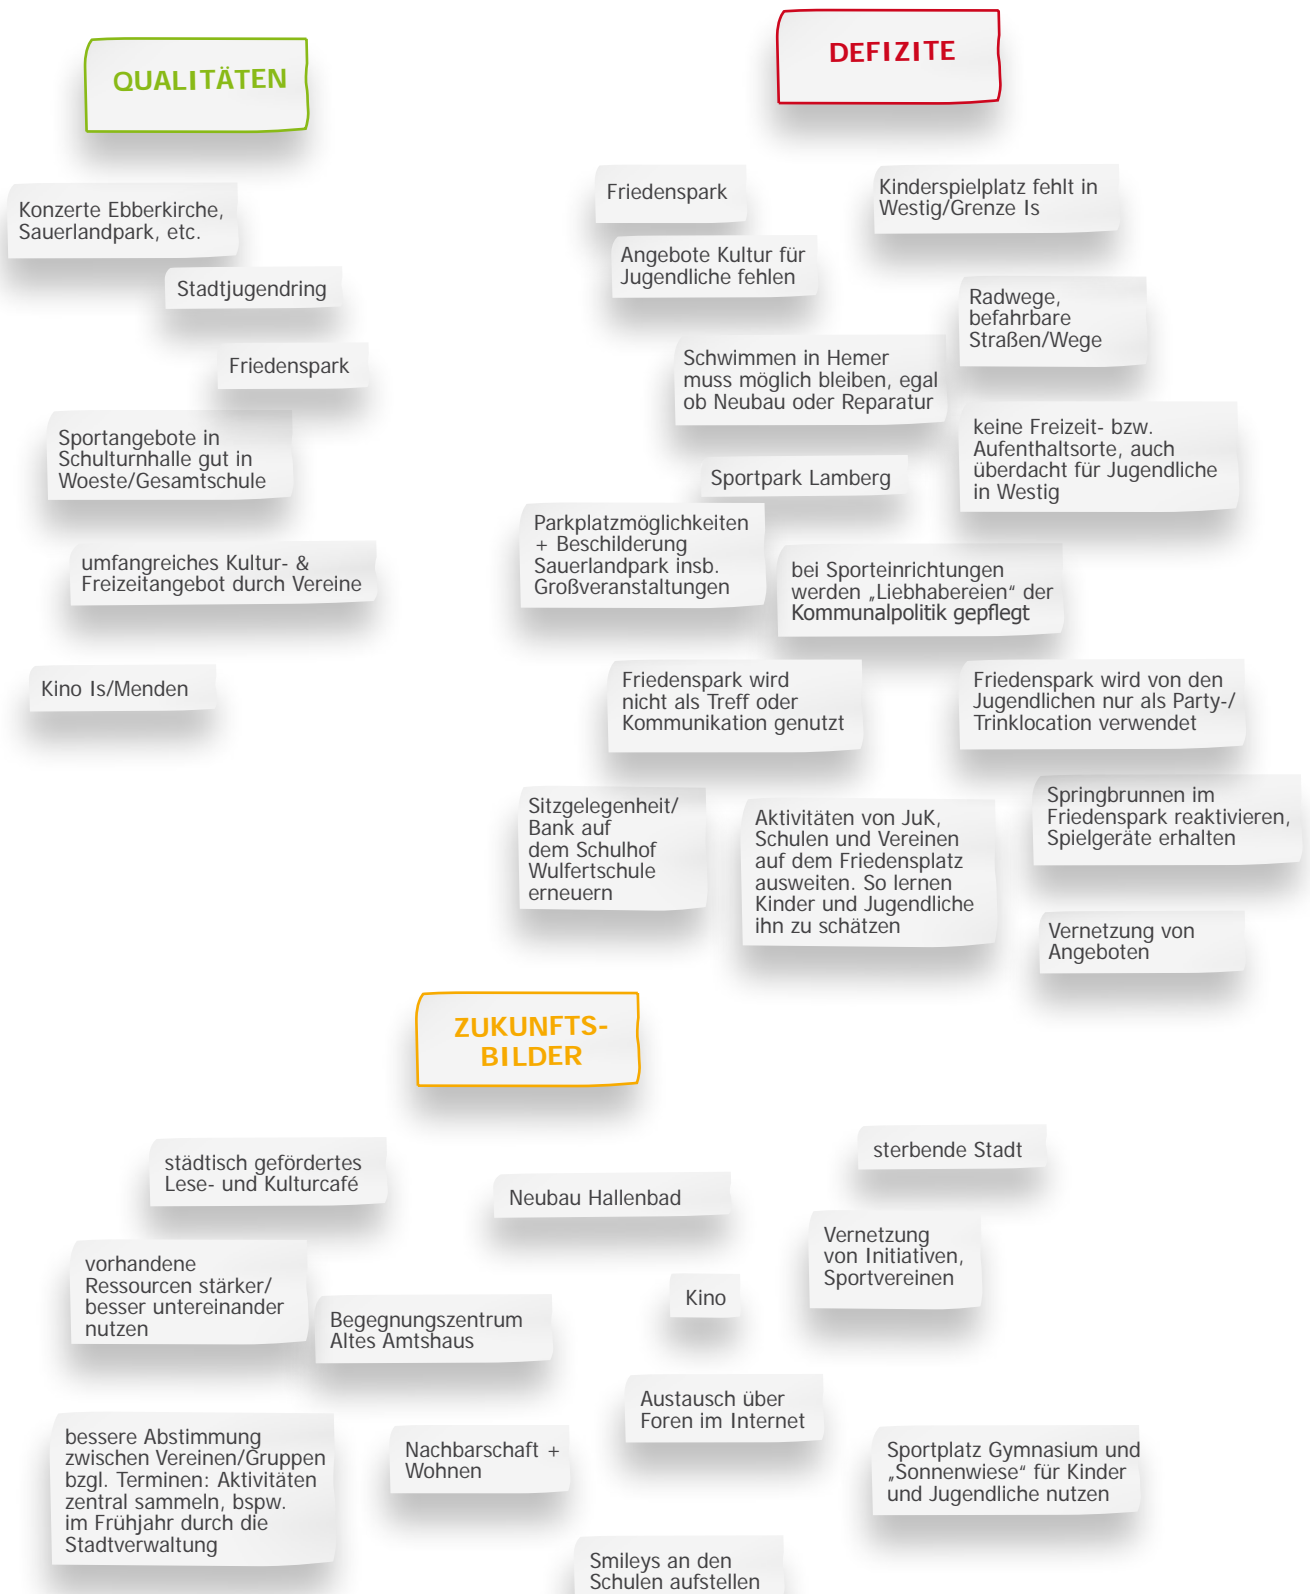 QUALITÄTEN
Konzerte Ebberkirche,
Sauerlandpark, etc.
Stadtjugendring
Friedenspark
Sportangebote in
Schulturnhalle gut in
Woeste/Gesamtschule
umfangreiches Kultur- &
Freizeitangebot durch Vereine
Kino Is/Menden
DEFIZITE
Friedenspark
Kinderspielplatz fehlt in
Westig/Grenze Is
Angebote Kultur für
Jugendliche fehlen
Radwege,
befahrbare
Straßen/Wege
Schwimmen in Hemer
muss möglich bleiben, egal
ob Neubau oder Reparatur
keine Freizeit- bzw.
Aufenthaltsorte, auch
überdacht für Jugendliche
in Westig
Sportpark Lamberg
Parkplatzmöglichkeiten
+ Beschilderung
Sauerlandpark insb.
Großveranstaltungen
bei Sporteinrichtungen
werden „Liebhabereien“ der
Kommunalpolitik gepflegt
Friedenspark wird
nicht als Treff oder
Kommunikation genutzt
Friedenspark wird von den
Jugendlichen nur als Party-/
Trinklocation verwendet
Sitzgelegenheit/
Bank auf
dem Schulhof
Wulfertschule
erneuern
Aktivitäten von JuK,
Schulen und Vereinen
auf dem Friedensplatz
ausweiten. So lernen
Kinder und Jugendliche
ihn zu schätzen
Springbrunnen im
Friedenspark reaktivieren,
Spielgeräte erhalten
Vernetzung von
Angeboten
ZUKUNFTS-
BILDER
städtisch gefördertes
Lese- und Kulturcafé
Neubau Hallenbad
sterbende Stadt
vorhandene
Ressourcen stärker/
besser untereinander
nutzen
Begegnungszentrum
Altes Amtshaus
Kino
Vernetzung
von Initiativen,
Sportvereinen
Austausch über
Foren im Internet
bessere Abstimmung
zwischen Vereinen/Gruppen
bzgl. Terminen: Aktivitäten
zentral sammeln, bspw.
im Frühjahr durch die
Stadtverwaltung
Nachbarschaft +
Wohnen
Sportplatz Gymnasium und
„Sonnenwiese“ für Kinder
und Jugendliche nutzen
Smileys an den
Schulen aufstellen